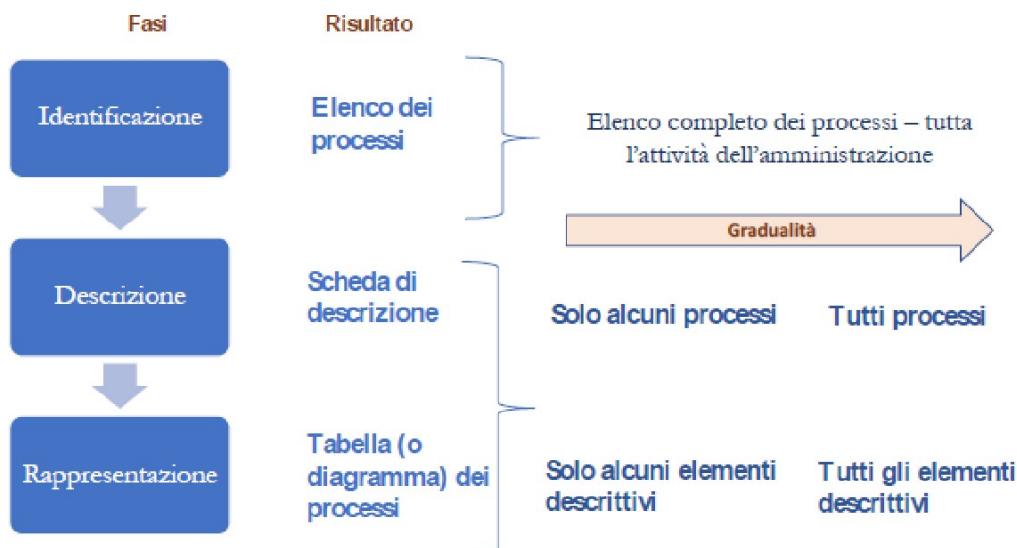 Fasi
Risultato
Identificazione
Elenco dei
processi
Elenco completo dei processi – tutta
l’attività dell’amministrazione
Gradualità
Descrizione
Scheda di
descrizione
Solo alcuni processi
Tutti processi
Rappresentazione
Tabella (o
diagramma) dei
processi
Solo alcuni elementi
descrittivi
Tutti gli elementi
descrittivi